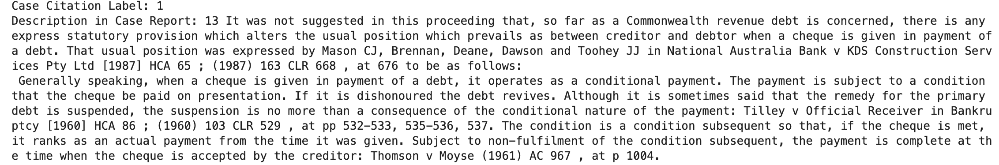 Case Citation Label: 1
Description in Case Report: 13 It was not suggested in this proceeding that, so far as a Commonwealth revenue debt is concerned, there is any
express statutory provision which alters the usual position which prevails as between creditor and debtor when a cheque is given in payment of
a debt. That usual position was expressed by Mason CJ, Brennan, Deane, Dawson and Toohey JJ in National Australia Bank v KDS Construction Serv
ices Pty Ltd [1987] HCA 65 ; (1987) 163 CLR 668 , at 676 to be as follows:
Generally speaking, when a cheque is given in payment of a debt, it operates as a conditional payment. The payment is subject to a condition
that the cheque be paid on presentation. If it is dishonoured the debt revives. Although it is sometimes said that the remedy for the primary
debt is suspended, the suspension is no more than a consequence of the conditional nature of the payment: Tilley v Official Receiver in Bankru
ptcy [1960] HCA 86 ; (1960) 103 CLR 529 , at pp 532-533, 535-536, 537. The condition is a condition subsequent so that, if the cheque is met,
it ranks as an actual payment from the time it was given. Subject to non-fulfilment of the condition subsequent, the payment is complete at th
e time when the cheque is accepted by the creditor: Thomson v Moyse (1961) AC 967 , at p 1004.